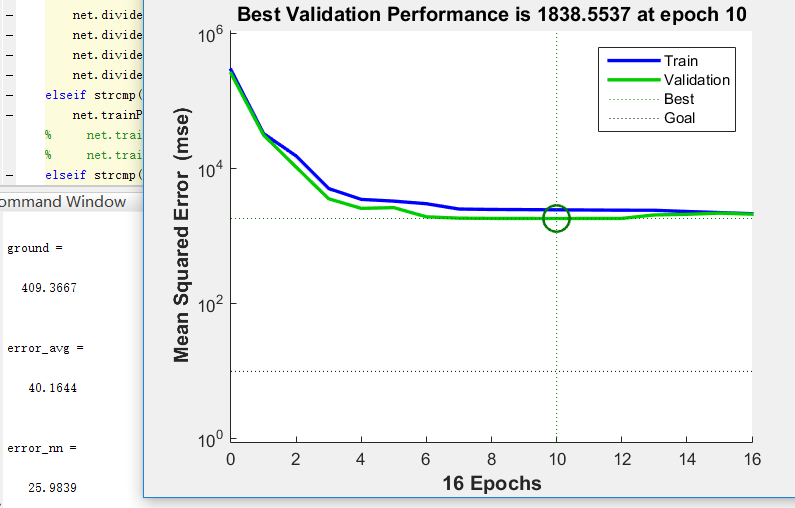 net.divide
net.divide
net.divide
net.divide
elseif strcmp(
net.trainP
% net.trai
% net.trai
elseif strcmp(
ommand Window
ground =
409.3667
error_avg =
40.1644
error_nn =
25.9839
Best Validation Performance is 1838.5537 at epoch 10
Mean Squared Error (mse)
10^6
10^4
10^2
10^0
0 2 4 6 8 10 12 14 16
16 Epochs
Train
Validation
Best
Goal